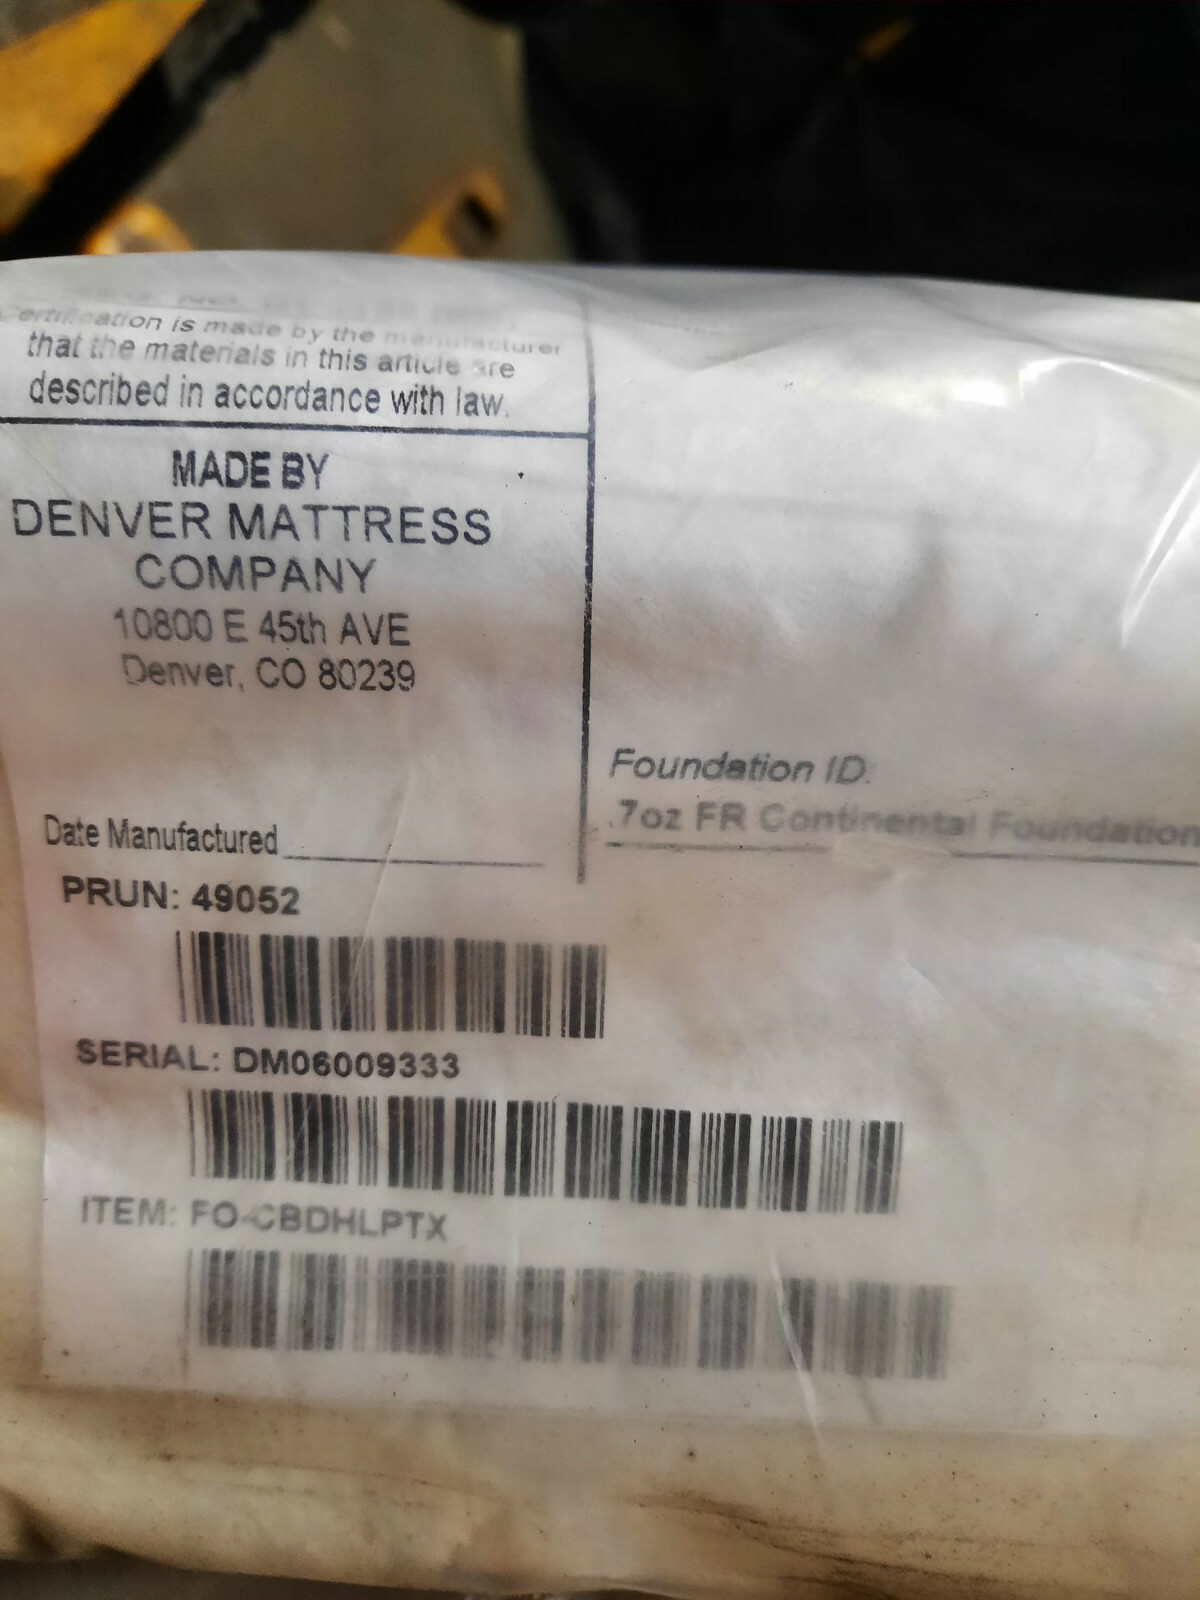 Certification is made by the manufacturer
that the materials in this article are
described in accordance with law.
MADE BY
DENVER MATTRESS
COMPANY
10800 E 45th AVE
Denver, CO 80239
Foundation ID:
.7oz FR Continental Foundation
Date Manufactured
PRUN: 49052
SERIAL: DM06009333
ITEM: FO-CBDHLPTX